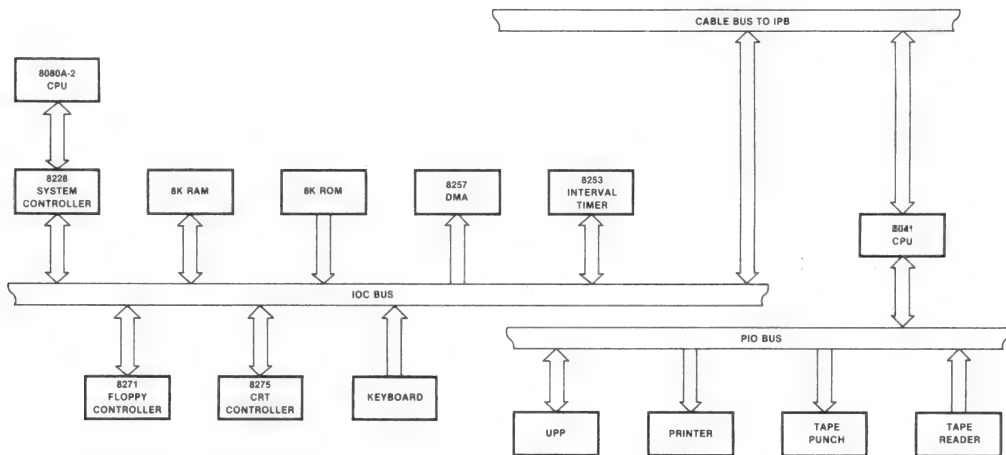 CABLE BUS TO IPB
8080A-2
CPU
8228
SYSTEM
CONTROLLER
8K RAM
8K ROM
8257
DMA
8253
INTERVAL
TIMER
8041
CPU
IOC BUS
PIO BUS
8271
FLOPPY
CONTROLLER
8275
CRT
CONTROLLER
KEYBOARD
UPP
PRINTER
TAPE
PUNCH
TAPE
READER